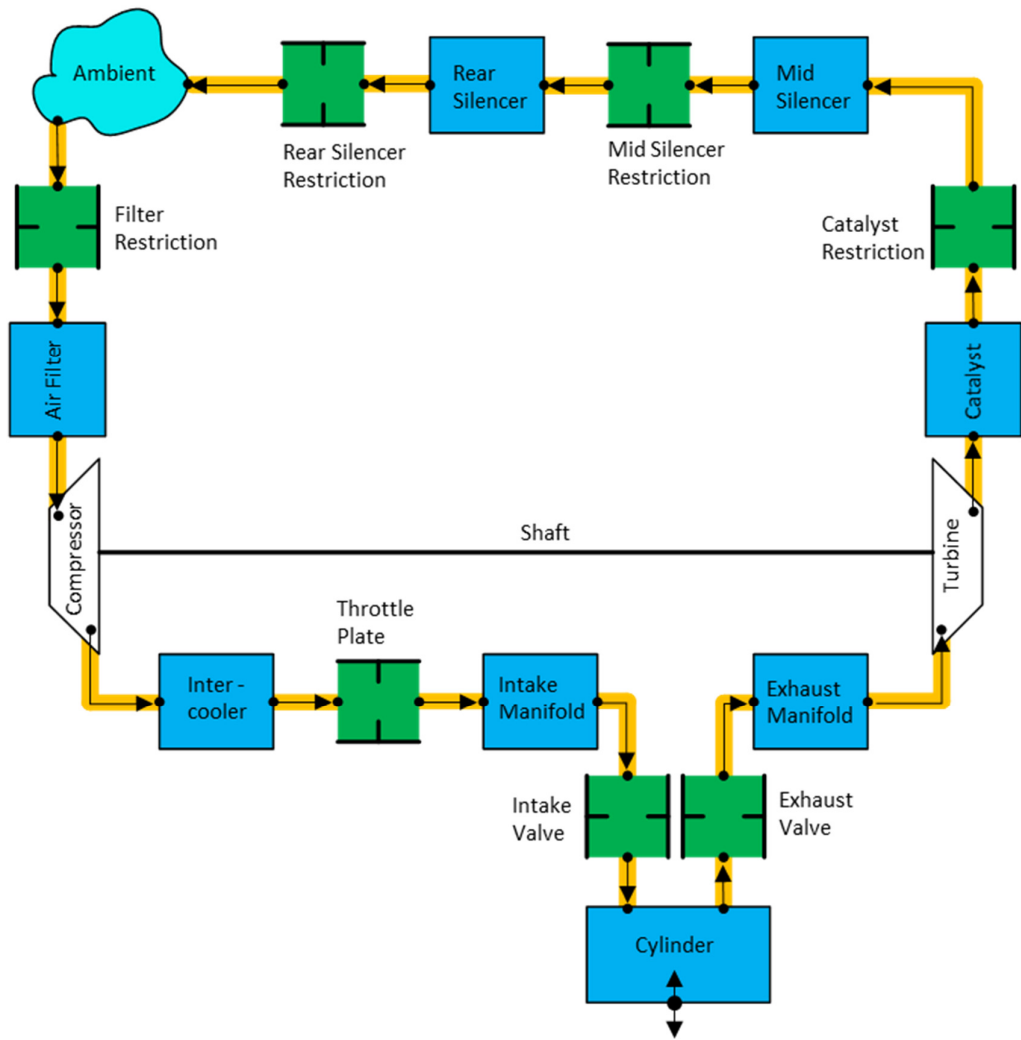 Ambient
Rear
Silencer
Mid
Silencer
Rear Silencer
Restriction
Mid Silencer
Restriction
Filter
Restriction
Catalyst
Restriction
Air Filter
Catalyst
Compressor
Shaft
Turbine
Throttle
Plate
Inter -
cooler
Intake
Manifold
Exhaust
Manifold
Intake
Valve
Exhaust
Valve
Cylinder